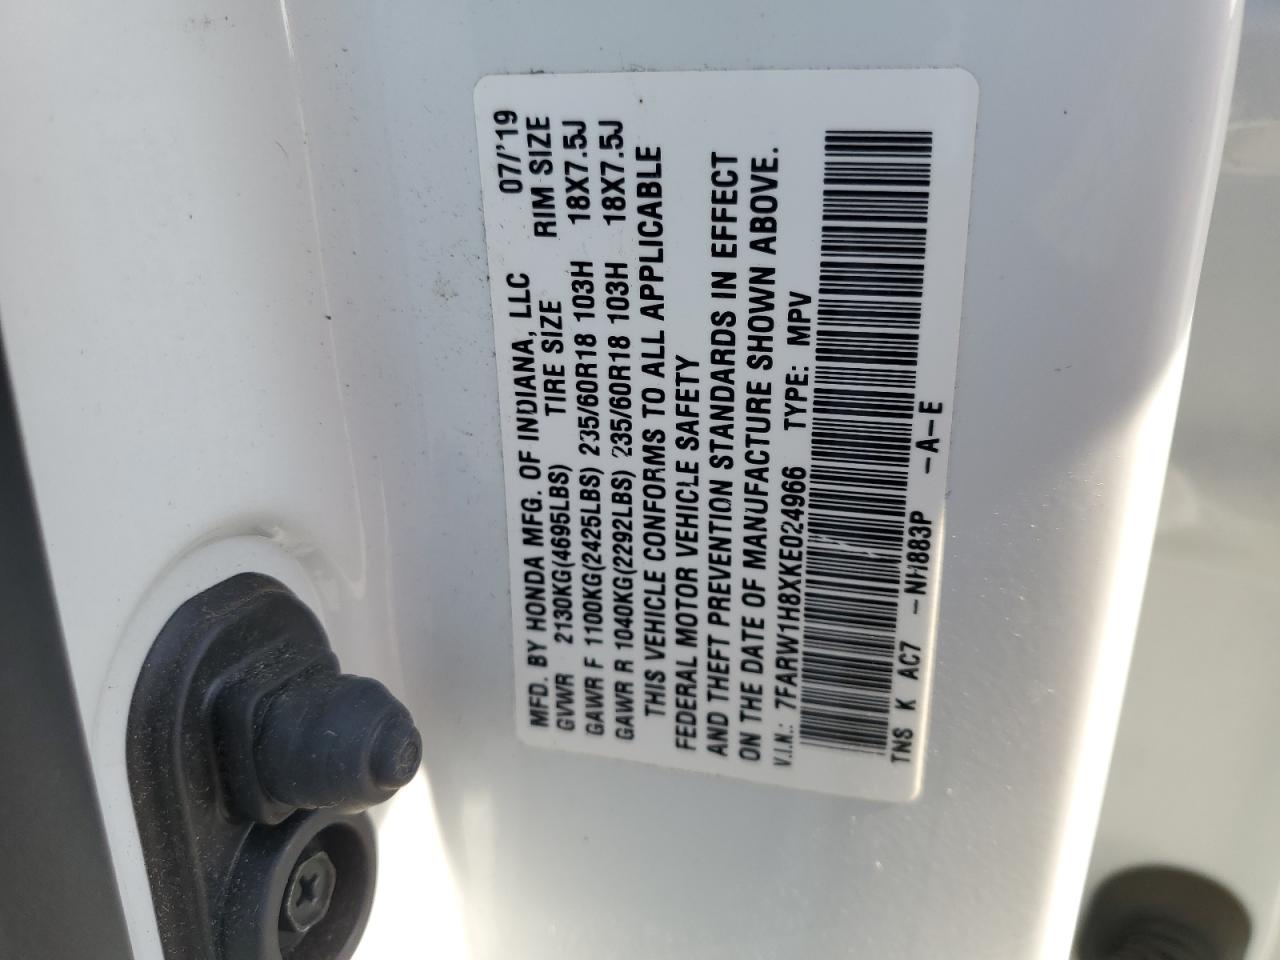 MFD. BY HONDA MFG. OF INDIANA, LLC 07/'19
GVWR 2130KG(4695LBS) TIRE SIZE RIM SIZE
GAWR F 1100KG(2425LBS) 235/60R18 103H 18X7.5J
GAWR R 1040KG(2292LBS) 235/60R18 103H 18X7.5J
THIS VEHICLE CONFORMS TO ALL APPLICABLE
FEDERAL MOTOR VEHICLE SAFETY
AND THEFT PREVENTION STANDARDS IN EFFECT
ON THE DATE OF MANUFACTURE SHOWN ABOVE.
V.I.N.: 7FARW1H8XKE024966 TYPE: MPV
TNS K AC7 -NH883P -A-E